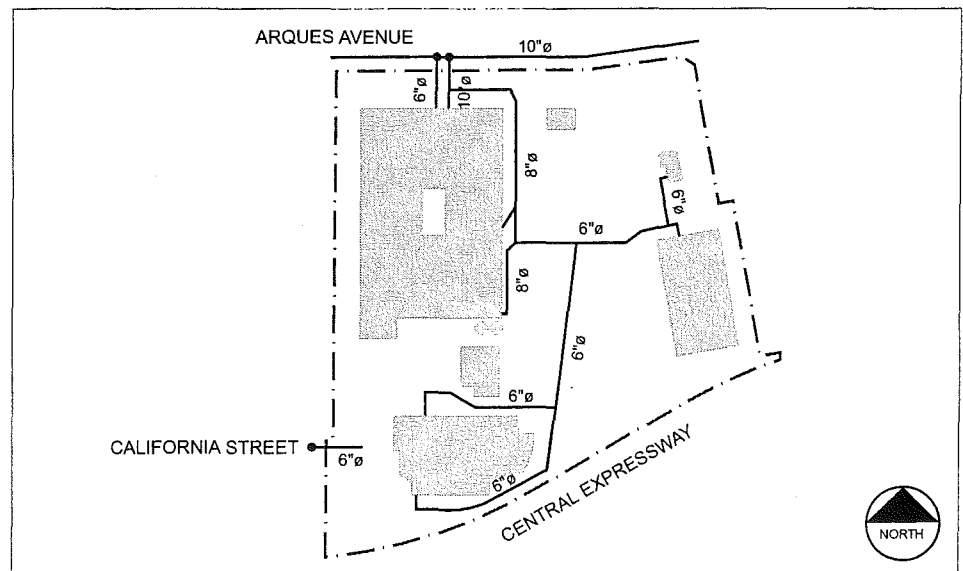 ARQUES AVENUE
10"ø
6"ø
10"ø
8"ø
6"ø
6"ø
8"ø
6"ø
6"ø
CALIFORNIA STREET
6"ø
6"ø
CENTRAL EXPRESSWAY
NORTH